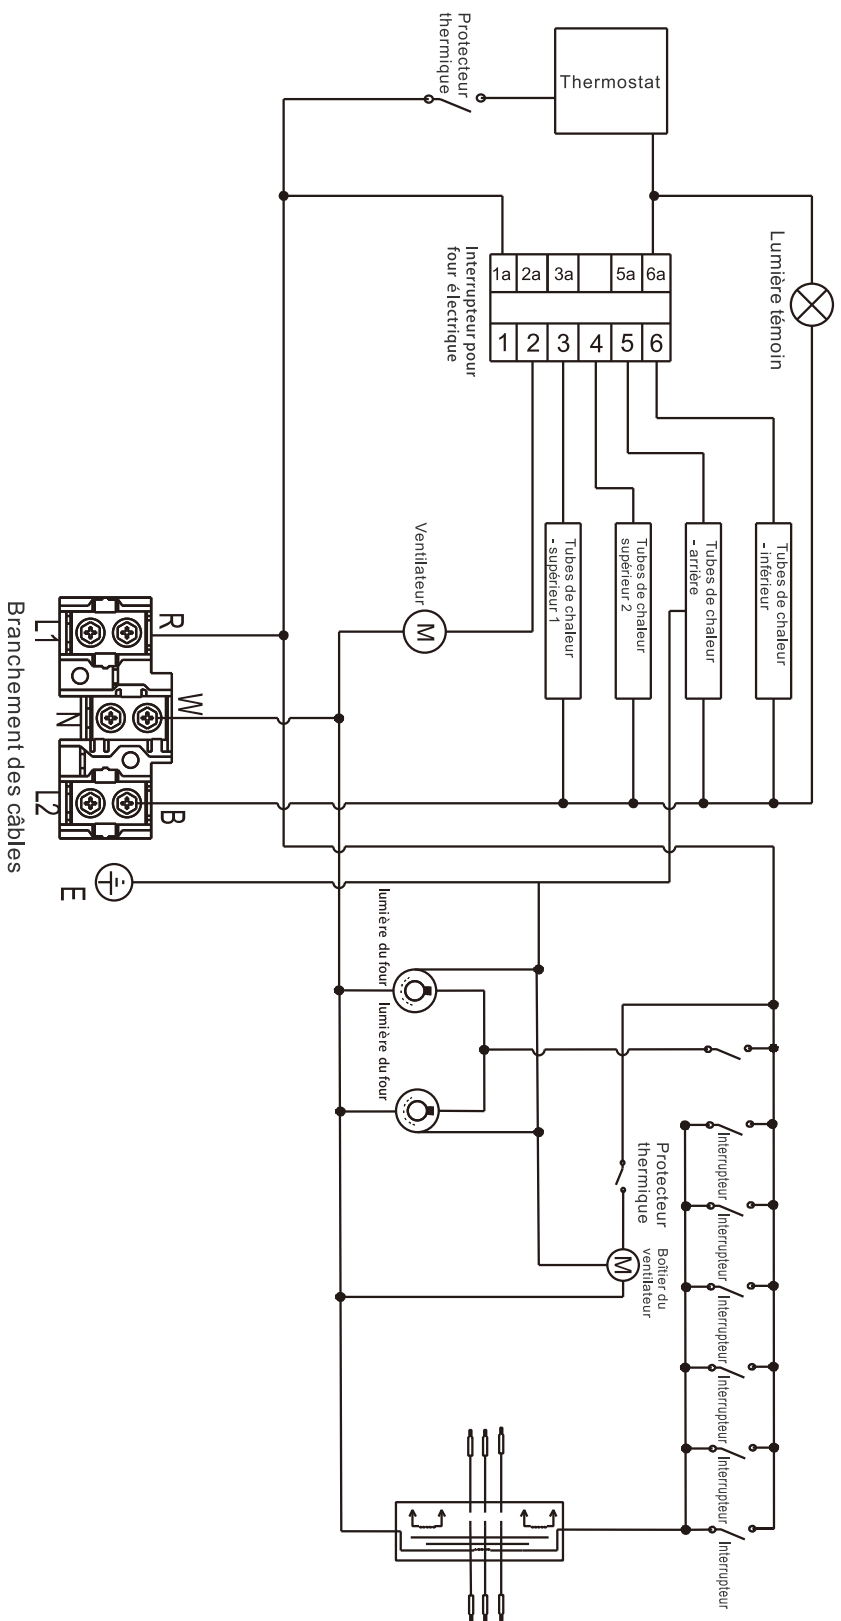 Protecteur
thermique
Thermostat
Lumière témoin
Interrupteur pour
four électrique
1a
2a
3a
5a
6a
1
2
3
4
5
6
Ventilateur
M
Tubes de chaleur
- supérieur 1
Tubes de chaleur
supérieur 2
Tubes de chaleur
- arrière
Tubes de chaleur
- inférieur
R
W
B
L1
N
L2
E
Branchement des câbles
lumière du four
lumière du four
Protecteur
thermique
Boîtier du
ventilateur
M
Interrupteur
Interrupteur
Interrupteur
Interrupteur
Interrupteur
Interrupteur